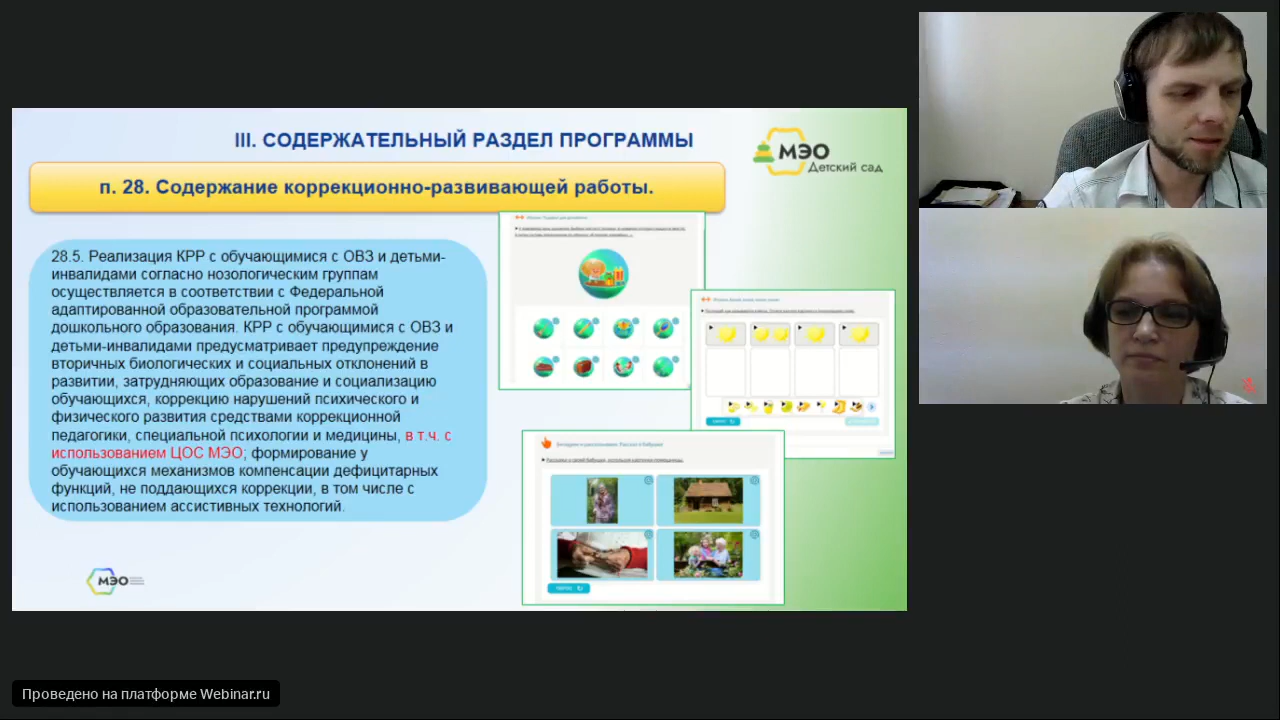 III. СОДЕРЖАТЕЛЬНЫЙ РАЗДЕЛ ПРОГРАММЫ
МЭО
Детский сад
п. 28. Содержание коррекционно-развивающей работы.
28.5. Реализация КРР с обучающимися с ОВЗ и детьми-
инвалидами согласно нозологическим группам
осуществляется в соответствии с Федеральной
адаптированной образовательной программой
дошкольного образования. КРР с обучающимися с ОВЗ и
детьми-инвалидами предусматривает предупреждение
вторичных биологических и социальных отклонений в
развитии, затрудняющих образование и социализацию
обучающихся, коррекцию нарушений психического и
физического развития средствами коррекционной
педагогики, специальной психологии и медицины, в т.ч. с
использованием ЦОС МЭО; формирование у
обучающихся механизмов компенсации дефицитарных
функций, не поддающихся коррекции, в том числе с
использованием ассистивных технологий.
МЭО
Проведено на платформе Webinar.ru